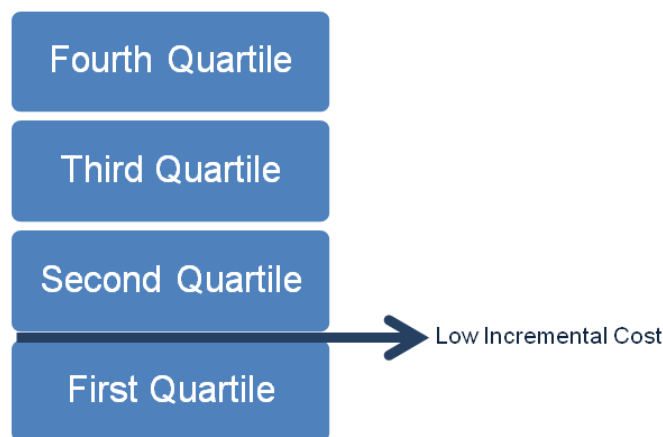 Fourth Quartile
Third Quartile
Second Quartile
Low Incremental Cost
First Quartile